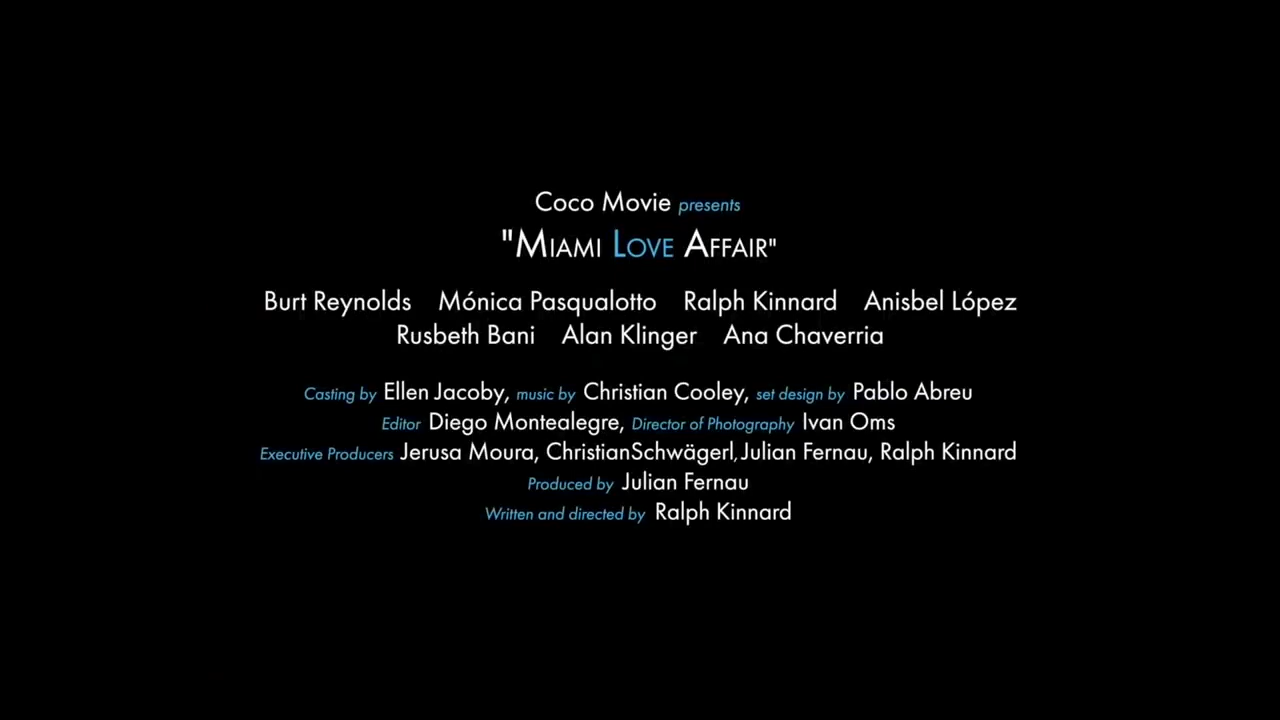 Coco Movie presents
"MIAMI LOVE AFFAIR"
Burt Reynolds Mónica Pasqualotto Ralph Kinnard Anisbel López
Rusbeth Bani Alan Klinger Ana Chaverria
Casting by Ellen Jacoby, music by Christian Cooley, set design by Pablo Abreu
Editor Diego Montealegre, Director of Photography Ivan Oms
Executive Producers Jerusa Moura, ChristianSchwägerl, Julian Fernau, Ralph Kinnard
Produced by Julian Fernau
Written and directed by Ralph Kinnard